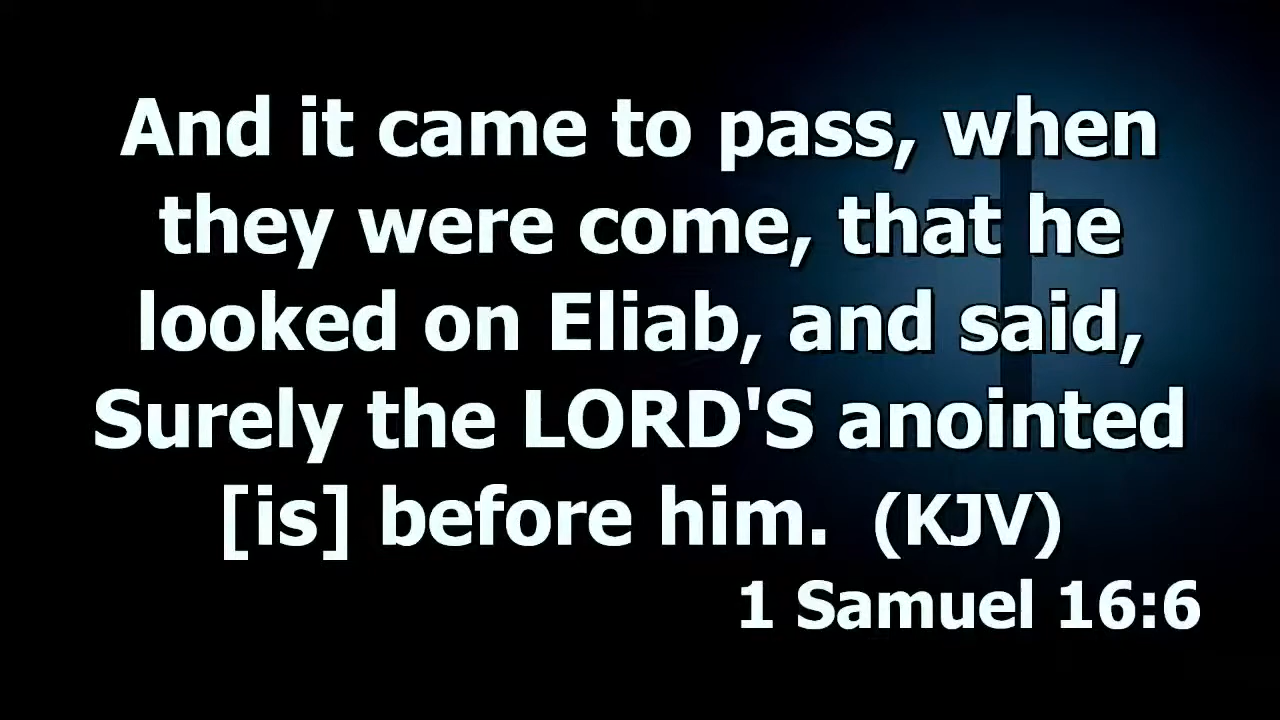 And it came to pass, when
they were come, that he
looked on Eliab, and said,
Surely the LORD'S anointed
[is] before him.  (KJV)
1 Samuel 16:6